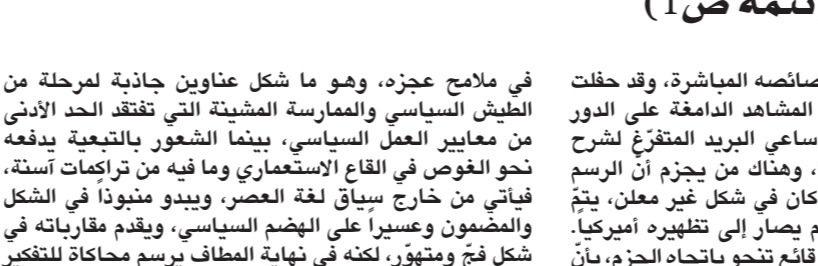 تتمة ص1)
صائصه المباشرة، وقد حفلت
المشاهد الدامغة على الدور
ساعي البريد المتفرّغ لشرح
، وهناك من يجزم أنّ الرسم
كان في شكل غير معلن، يتمّ
م يصار إلى تظهيره أميركياً.
قائع تنحو باتجاه الجزم، بأنّ
في ملامح عجزه، وهو ما شكل عناوين جاذبة لمرحلة من
الطيش السياسي والممارسة المشينة التي تفتقد الحد الأدنى
من معايير العمل السياسي، بينما الشعور بالتبعية يدفعه
نحو الغوص في القاع الاستعماري وما فيه من تراكمات آسنة،
فيأتي من خارج سياق لغة العصر، ويبدو منبوذاً في الشكل
والمضمون وعسيراً على الهضم السياسي، ويقدم مقارباته في
شكل فجّ ومتهوّر، لكنه في نهاية المطاف يرسم محاكاة للتفكير